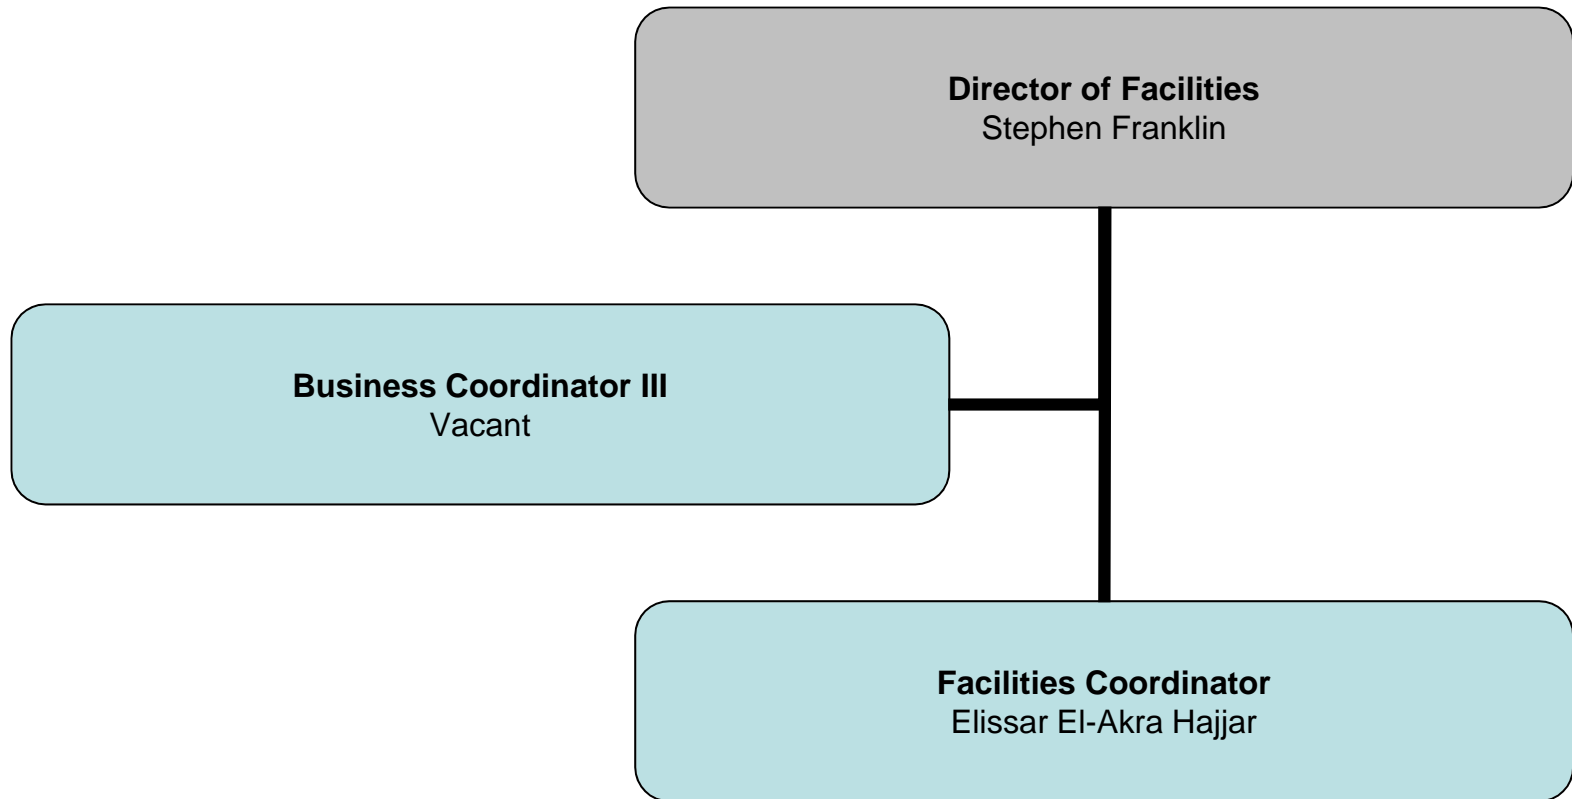 Director of Facilities
Stephen Franklin
Business Coordinator III
Vacant
Facilities Coordinator
Elissar El-Akra Hajjar